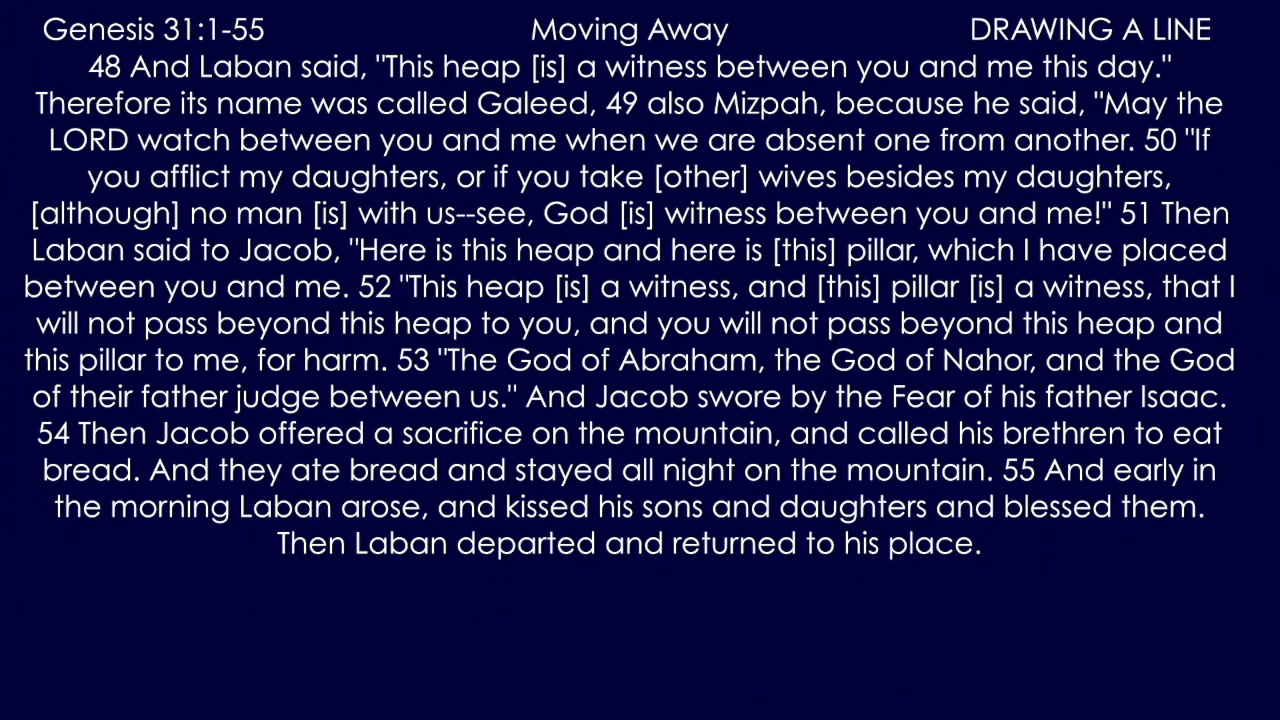 Genesis 31:1-55 Moving Away DRAWING A LINE
48 And Laban said, "This heap [is] a witness between you and me this day."
Therefore its name was called Galeed, 49 also Mizpah, because he said, "May the
LORD watch between you and me when we are absent one from another. 50 "If
you afflict my daughters, or if you take [other] wives besides my daughters,
[although] no man [is] with us--see, God [is] witness between you and me!" 51 Then
Laban said to Jacob, "Here is this heap and here is [this] pillar, which I have placed
between you and me. 52 "This heap [is] a witness, and [this] pillar [is] a witness, that I
will not pass beyond this heap to you, and you will not pass beyond this heap and
this pillar to me, for harm. 53 "The God of Abraham, the God of Nahor, and the God
of their father judge between us." And Jacob swore by the Fear of his father Isaac.
54 Then Jacob offered a sacrifice on the mountain, and called his brethren to eat
bread. And they ate bread and stayed all night on the mountain. 55 And early in
the morning Laban arose, and kissed his sons and daughters and blessed them.
Then Laban departed and returned to his place.